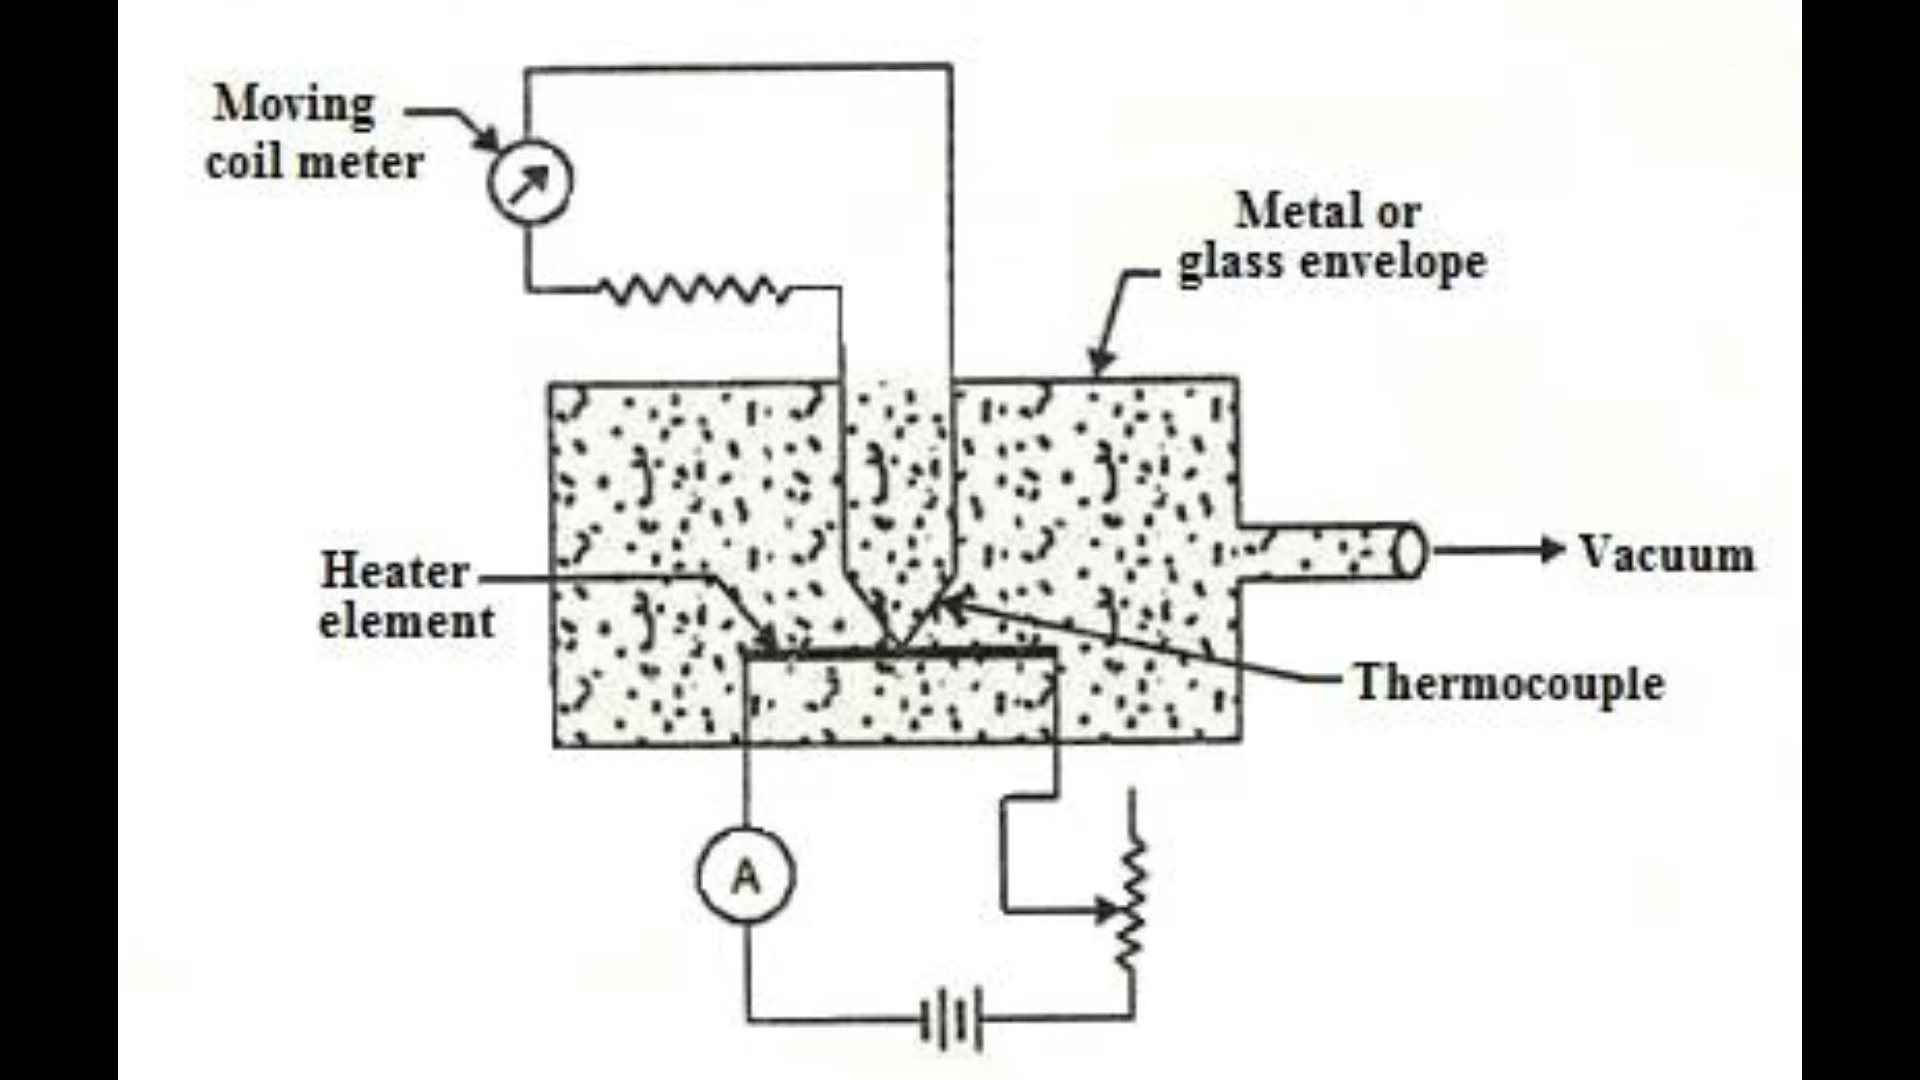 Moving
coil meter
Metal or
glass envelope
Heater
element
Vacuum
Thermocouple
A